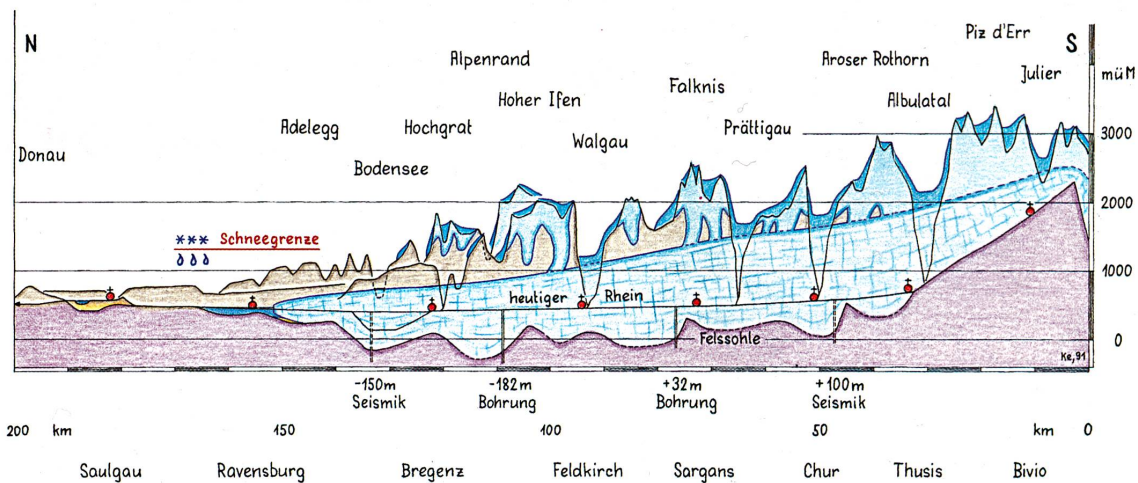 N
S
Piz d'Err
Alpenrand
Aroser Rothorn
Julier
müM
Hoher Ifen
Falknis
Albulatal
Adelegg
Hochgrat
Walgau
Prättigau
3000
Donau
Bodensee
2000
*** Schneegrenze
1000
heutiger Rhein
Felssohle
0
Ke,91
-150m
Seismik
-182m
Bohrung
+32m
Bohrung
+100m
Seismik
200 km 150 100 50 km 0
Saulgau Ravensburg Bregenz Feldkirch Sargans Chur Thusis Bivio